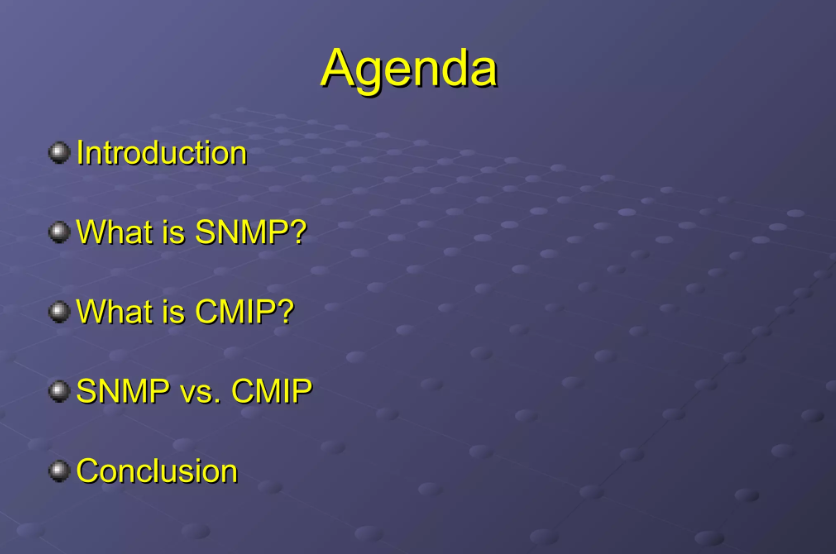 Agenda
Introduction
What is SNMP?
What is CMIP?
SNMP vs. CMIP
Conclusion